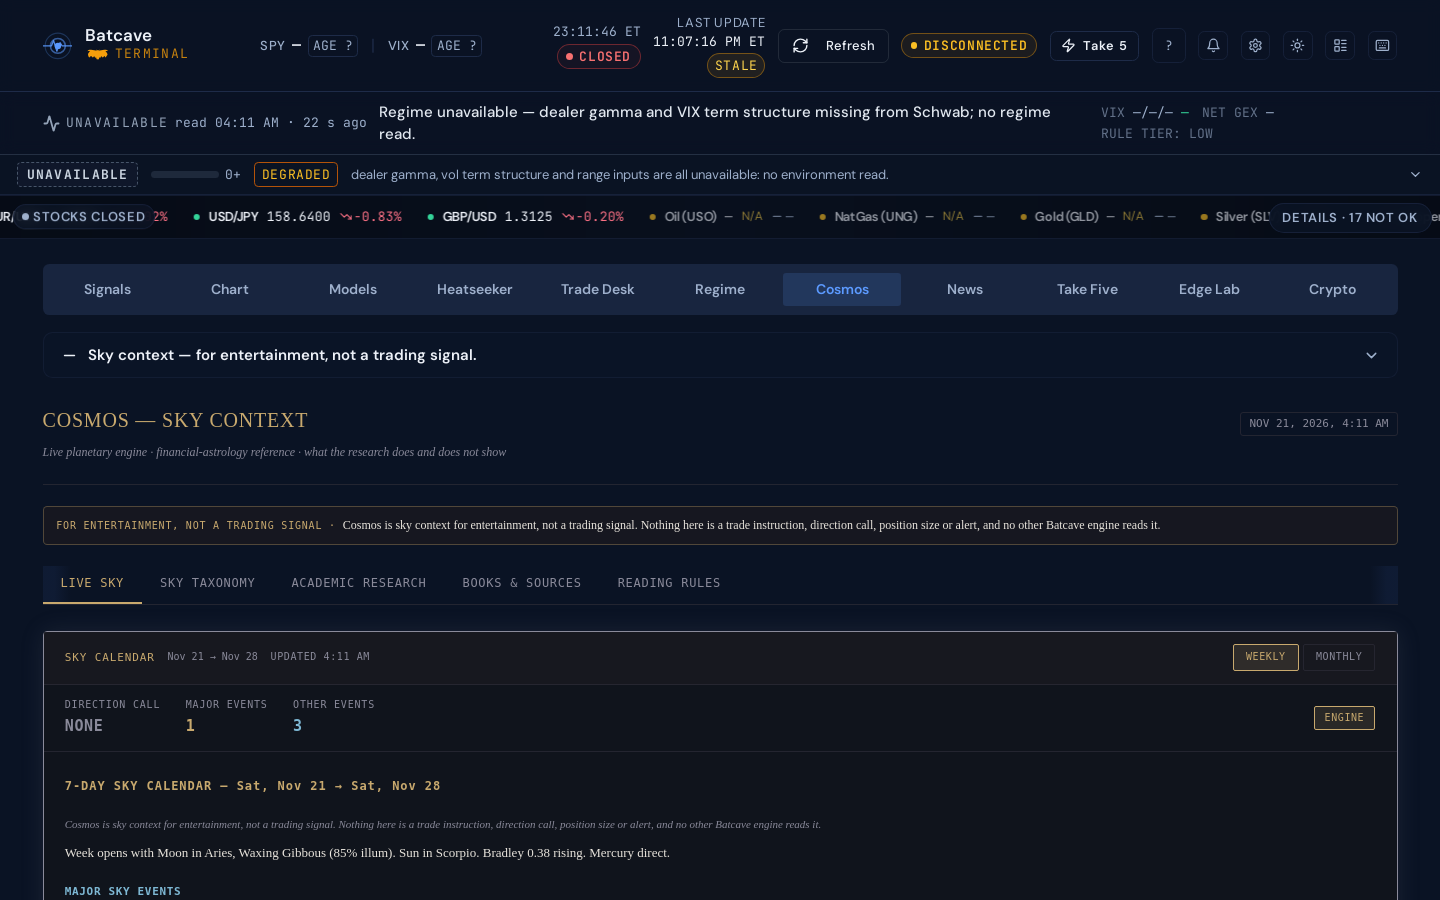 Batcave
TERMINAL
SPY — AGE ?
VIX — AGE ?
23:11:46 ET
CLOSED
LAST UPDATE
11:07:16 PM ET
STALE
Refresh
DISCONNECTED
Take 5
?
UNAVAILABLE read 04:11 AM · 22 s ago
Regime unavailable — dealer gamma and VIX term structure missing from Schwab; no regime
read.
VIX —/—/— — NET GEX —
RULE TIER: LOW
UNAVAILABLE 0+ DEGRADED dealer gamma, vol term structure and range inputs are all unavailable: no environment read.
STOCKS CLOSED 2% USD/JPY 158.6400 -0.83% GBP/USD 1.3125 -0.20% Oil (USO) — N/A — — NatGas (UNG) — N/A — — Gold (GLD) — N/A — — Silver (SL DETAILS · 17 NOT OK
Signals Chart Models Heatseeker Trade Desk Regime Cosmos News Take Five Edge Lab Crypto
— Sky context — for entertainment, not a trading signal.
COSMOS — SKY CONTEXT
NOV 21, 2026, 4:11 AM
Live planetary engine · financial-astrology reference · what the research does and does not show
FOR ENTERTAINMENT, NOT A TRADING SIGNAL · Cosmos is sky context for entertainment, not a trading signal. Nothing here is a trade instruction, direction call, position size or alert, and no other Batcave engine reads it.
LIVE SKY SKY TAXONOMY ACADEMIC RESEARCH BOOKS & SOURCES READING RULES
SKY CALENDAR Nov 21 → Nov 28 UPDATED 4:11 AM
WEEKLY MONTHLY
DIRECTION CALL MAJOR EVENTS OTHER EVENTS
NONE 1 3
ENGINE
7-DAY SKY CALENDAR — Sat, Nov 21 → Sat, Nov 28
Cosmos is sky context for entertainment, not a trading signal. Nothing here is a trade instruction, direction call, position size or alert, and no other Batcave engine reads it.
Week opens with Moon in Aries, Waxing Gibbous (85% illum). Sun in Scorpio. Bradley 0.38 rising. Mercury direct.
MAJOR SKY EVENTS